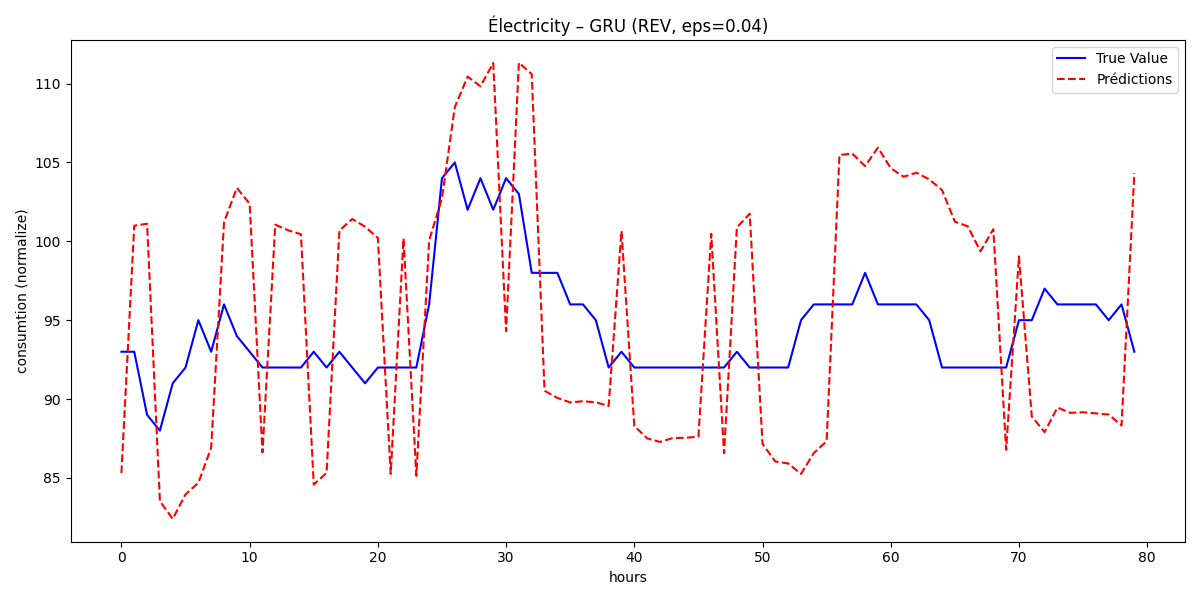 Électricity – GRU (REV, eps=0.04)
True Value
Prédictions
consumtion (normalize)
110
105
100
95
90
85
0 10 20 30 40 50 60 70 80
hours